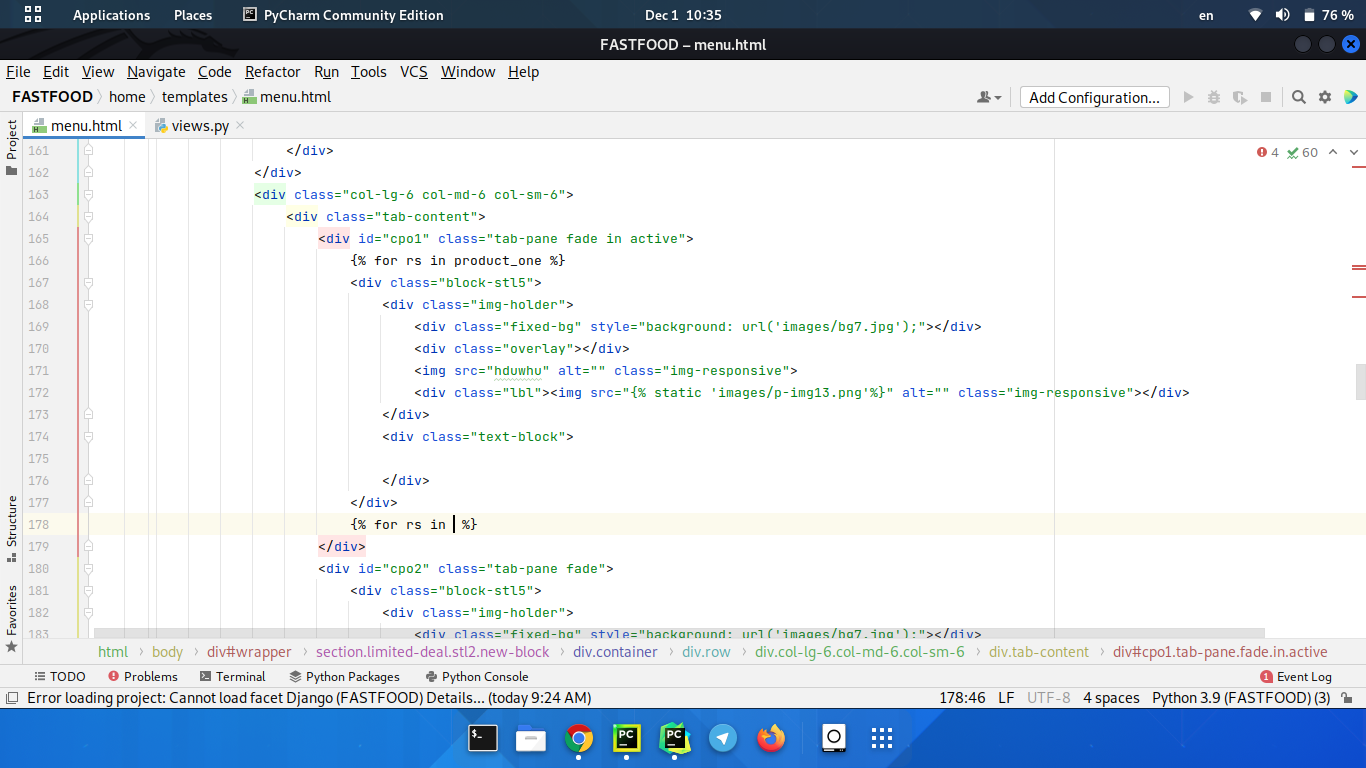 Applications Places PyCharm Community Edition Dec 1 10:35 en 76 %
FASTFOOD – menu.html
File Edit View Navigate Code Refactor Run Tools VCS Window Help
FASTFOOD home templates menu.html Add Configuration...
menu.html views.py
Project
Structure
Favorites
4 60
161 </div>
162 </div>
163 <div class="col-lg-6 col-md-6 col-sm-6">
164 <div class="tab-content">
165 <div id="cpo1" class="tab-pane fade in active">
166 {% for rs in product_one %}
167 <div class="block-stl5">
168 <div class="img-holder">
169 <div class="fixed-bg" style="background: url('images/bg7.jpg');"></div>
170 <div class="overlay"></div>
171 <img src="hduwhu" alt="" class="img-responsive">
172 <div class="lbl"><img src="{% static 'images/p-img13.png'%}" alt="" class="img-responsive"></div>
173 </div>
174 <div class="text-block">
175
176 </div>
177 </div>
178 {% for rs in %}
179 </div>
180 <div id="cpo2" class="tab-pane fade">
181 <div class="block-stl5">
182 <div class="img-holder">
183 <div class="fixed-bg" style="background: url('images/bg7.jpg');"></div>
html body div#wrapper section.limited-deal.stl2.new-block div.container div.row div.col-lg-6.col-md-6.col-sm-6 div.tab-content div#cpo1.tab-pane.fade.in.active
TODO Problems Terminal Python Packages Python Console 1 Event Log
Error loading project: Cannot load facet Django (FASTFOOD) Details... (today 9:24 AM) 178:46 LF UTF-8 4 spaces Python 3.9 (FASTFOOD) (3)
PC PC